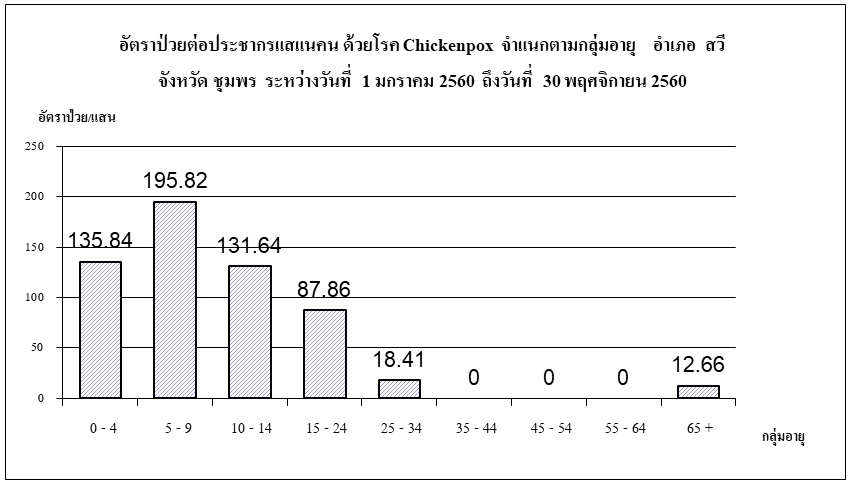 อัตราป่วยต่อประชากรแสแนคน ด้วยโรค Chickenpox จำแนกตามกลุ่มอายุ อำเภอ สวี
จังหวัด ชุมพร ระหว่างวันที่ 1 มกราคม 2560 ถึงวันที่ 30 พฤศจิกายน 2560
อัตราป่วย/แสน
250
200
150
100
50
0
135.84
195.82
131.64
87.86
18.41
0
0
0
12.66
0 - 4
5 - 9
10 - 14
15 - 24
25 - 34
35 - 44
45 - 54
55 - 64
65 +
กลุ่มอายุ